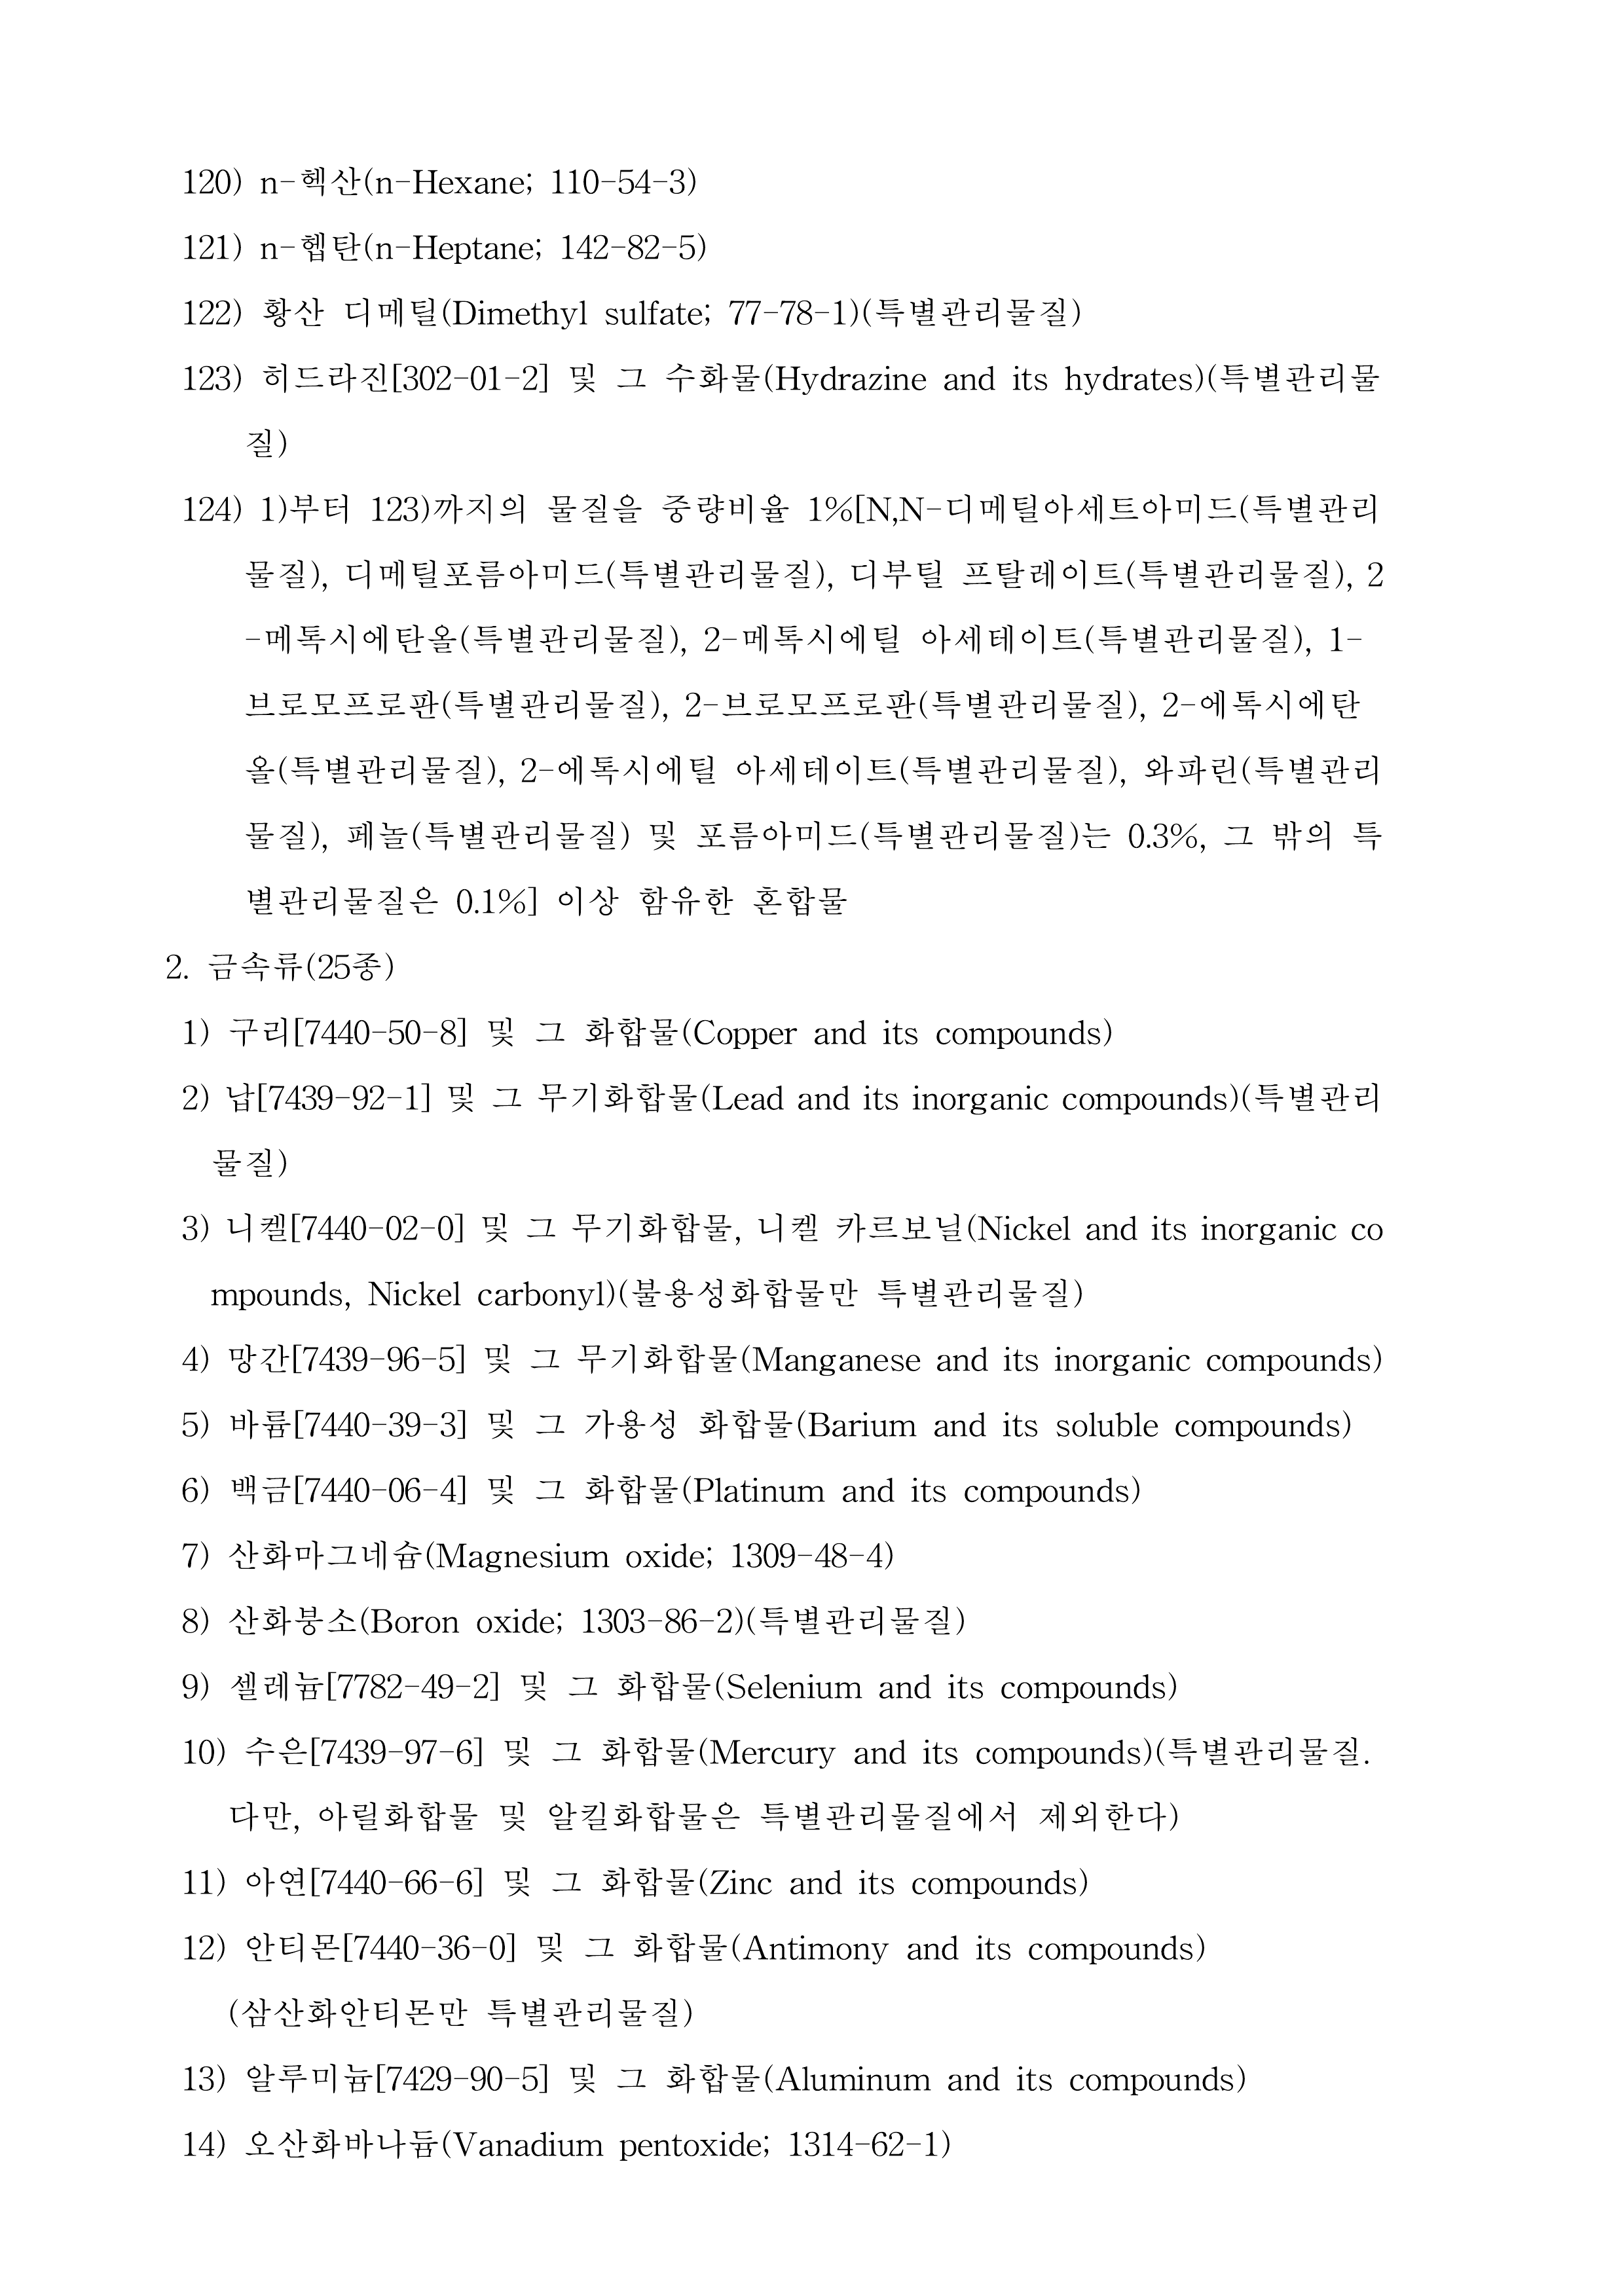 120) n-헥산(n-Hexane; 110-54-3)
121) n-헵탄(n-Heptane; 142-82-5)
122) 황산 디메틸(Dimethyl sulfate; 77-78-1)(특별관리물질)
123) 히드라진[302-01-2] 및 그 수화물(Hydrazine and its hydrates)(특별관리물
질)
124) 1)부터 123)까지의 물질을 중량비율 1%[N,N-디메틸아세트아미드(특별관리
물질), 디메틸포름아미드(특별관리물질), 디부틸 프탈레이트(특별관리물질), 2
-메톡시에탄올(특별관리물질), 2-메톡시에틸 아세테이트(특별관리물질), 1-
브로모프로판(특별관리물질), 2-브로모프로판(특별관리물질), 2-에톡시에탄
올(특별관리물질), 2-에톡시에틸 아세테이트(특별관리물질), 와파린(특별관리
물질), 페놀(특별관리물질) 및 포름아미드(특별관리물질)는 0.3%, 그 밖의 특
별관리물질은 0.1%] 이상 함유한 혼합물
2. 금속류(25종)
1) 구리[7440-50-8] 및 그 화합물(Copper and its compounds)
2) 납[7439-92-1] 및 그 무기화합물(Lead and its inorganic compounds)(특별관리
물질)
3) 니켈[7440-02-0] 및 그 무기화합물, 니켈 카르보닐(Nickel and its inorganic co
mpounds, Nickel carbonyl)(불용성화합물만 특별관리물질)
4) 망간[7439-96-5] 및 그 무기화합물(Manganese and its inorganic compounds)
5) 바륨[7440-39-3] 및 그 가용성 화합물(Barium and its soluble compounds)
6) 백금[7440-06-4] 및 그 화합물(Platinum and its compounds)
7) 산화마그네슘(Magnesium oxide; 1309-48-4)
8) 산화붕소(Boron oxide; 1303-86-2)(특별관리물질)
9) 셀레늄[7782-49-2] 및 그 화합물(Selenium and its compounds)
10) 수은[7439-97-6] 및 그 화합물(Mercury and its compounds)(특별관리물질.
다만, 아릴화합물 및 알킬화합물은 특별관리물질에서 제외한다)
11) 아연[7440-66-6] 및 그 화합물(Zinc and its compounds)
12) 안티몬[7440-36-0] 및 그 화합물(Antimony and its compounds)
(삼산화안티몬만 특별관리물질)
13) 알루미늄[7429-90-5] 및 그 화합물(Aluminum and its compounds)
14) 오산화바나듐(Vanadium pentoxide; 1314-62-1)